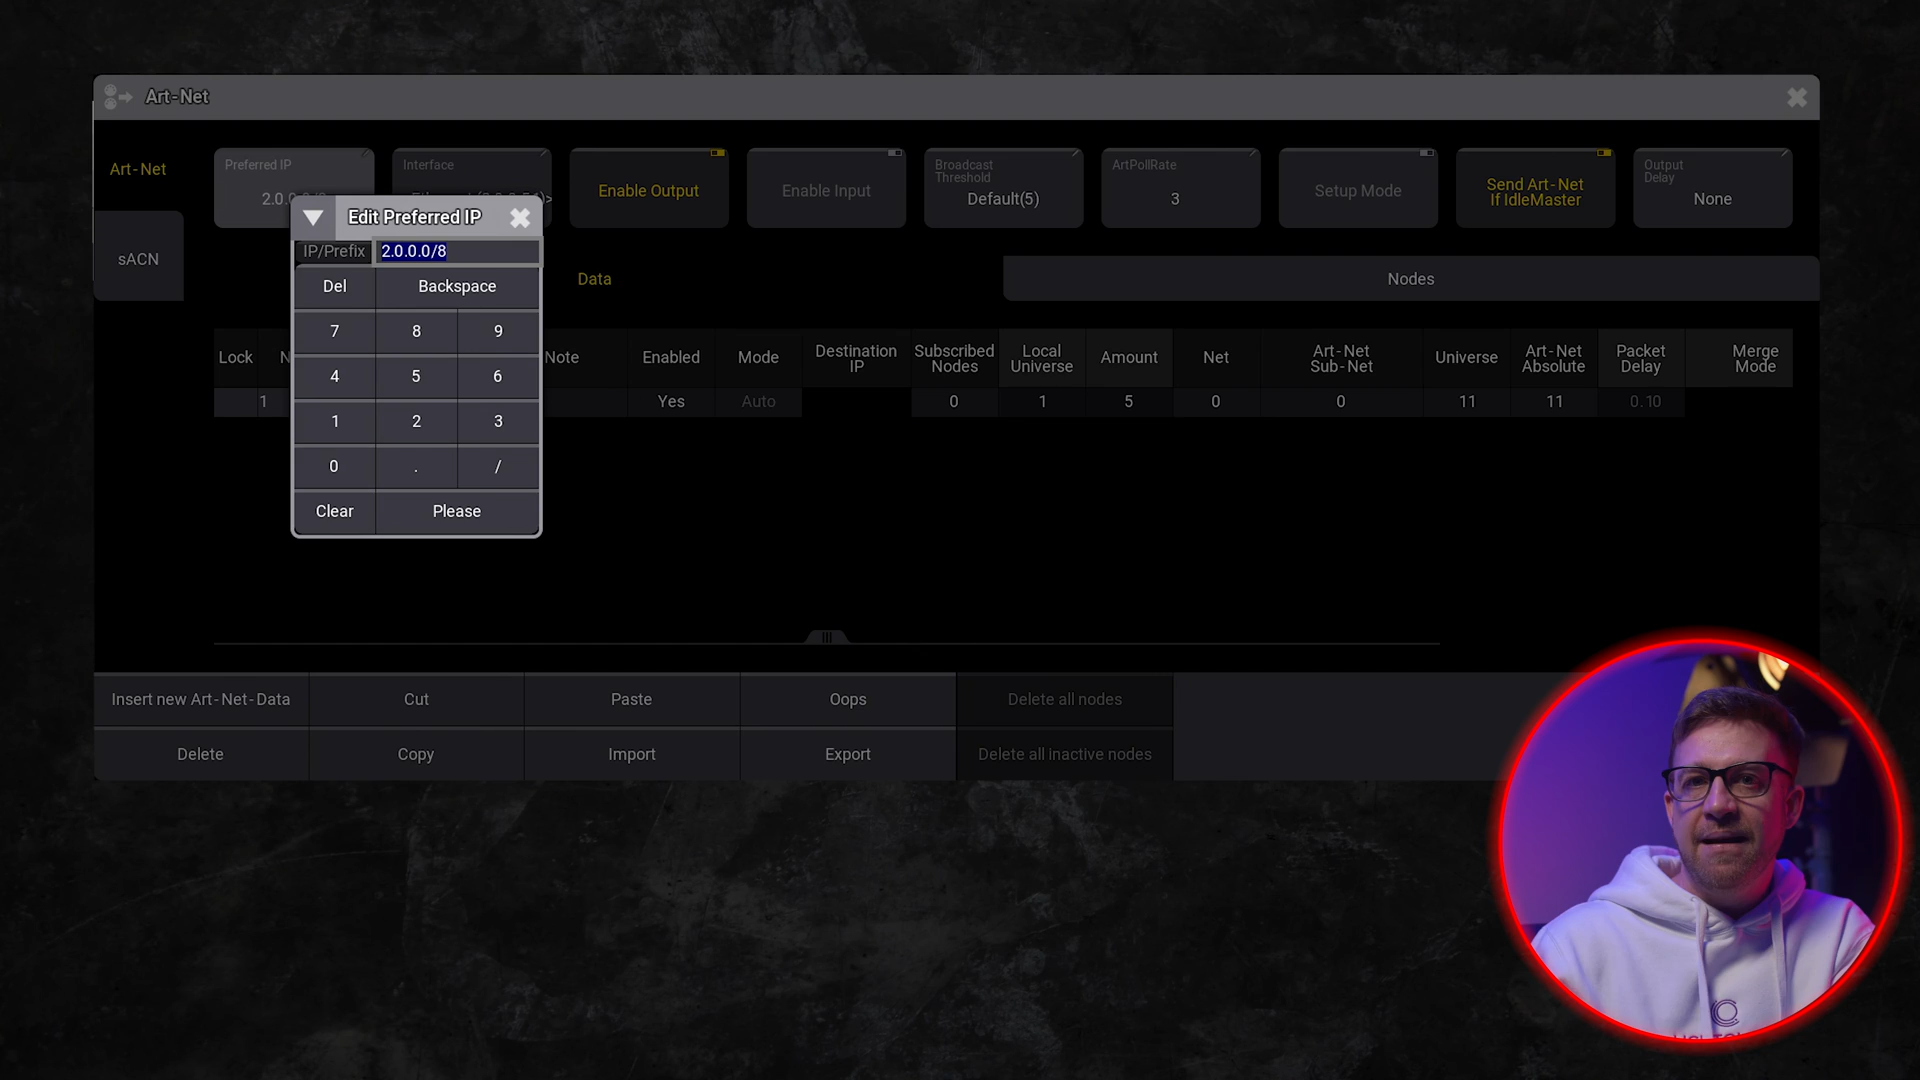 Art-Net
Art-Net
sACN
Preferred IP
Interface
Enable Output
Enable Input
Broadcast
Threshold
Default(5)
ArtPollRate
3
Setup Mode
Send Art-Net
If IdleMaster
Output
Delay
None
Edit Preferred IP
IP/Prefix 2.0.0.0/8
Del Backspace
7 8 9
4 5 6
1 2 3
0 . /
Clear Please
Data
Nodes
Lock
Note
Enabled
Mode
Destination
IP
Subscribed
Nodes
Local
Universe
Amount
Net
Art-Net
Sub-Net
Universe
Art-Net
Absolute
Packet
Delay
Merge
Mode
1 Yes Auto 0 1 5 0 0 11 11 0.10
Insert new Art-Net-Data Cut Paste Oops Delete all nodes
Delete Copy Import Export Delete all inactive nodes